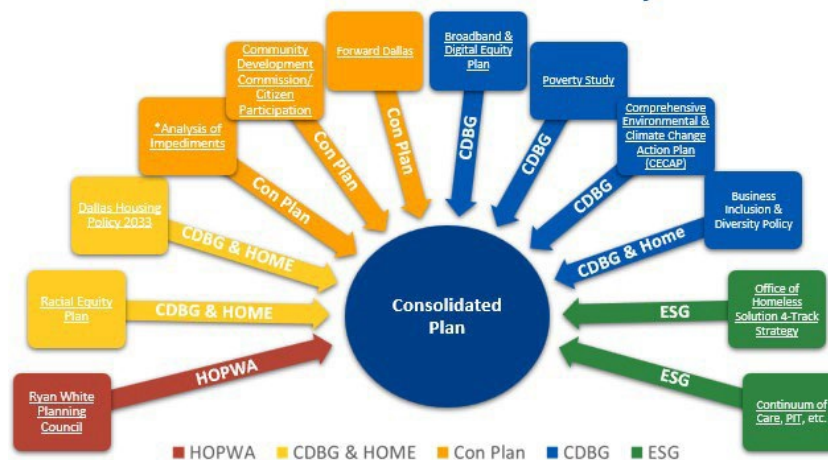 Forward Dallas
Broadband &
Digital Equity
Plan
Community
Development
Commission/
Citizen
Participation
Poverty Study
*Analysis of
Impediments
Comprehensive
Environmental &
Climate Change
Action Plan
(CECAP)
Dallas Housing
Policy 2033
Business
Inclusion &
Diversity Policy
Racial Equity
Plan
Office of
Homeless
Solution 4-Track
Strategy
Ryan White
Planning
Council
Continuum of
Care, PIT, etc.
HOPWA
CDBG & HOME
CDBG & HOME
Con Plan
Con Plan
Con Plan
CDBG
CDBG
CDBG
CDBG & Home
ESG
ESG
Consolidated
Plan
HOPWA CDBG & HOME Con Plan CDBG ESG